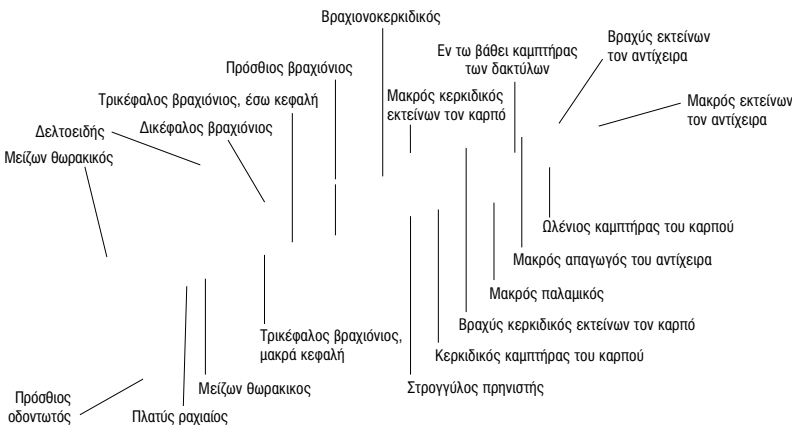 Βραχιονοκερκιδικός
Βραχύς εκτείνων
τον αντίχειρα
Εν τω βάθει καμπτήρας
των δακτύλων
Πρόσθιος βραχιόνιος
Τρικέφαλος βραχιόνιος, έσω κεφαλή
Μακρός κερκιδικός
εκτείνων τον καρπό
Μακρός εκτείνων
τον αντίχειρα
Δελτοειδής
Δικέφαλος βραχιόνιος
Μείζων θωρακικός
Ωλένιος καμπτήρας του καρπού
Μακρός απαγωγός του αντίχειρα
Μακρός παλαμικός
Βραχύς κερκιδικός εκτείνων τον καρπό
Τρικέφαλος βραχιόνιος,
μακρά κεφαλή
Κερκιδικός καμπτήρας του καρπού
Μείζων θωρακικος
Στρογγύλος πρηνιστής
Πρόσθιος
οδοντωτός
Πλατύς ραχιαίος